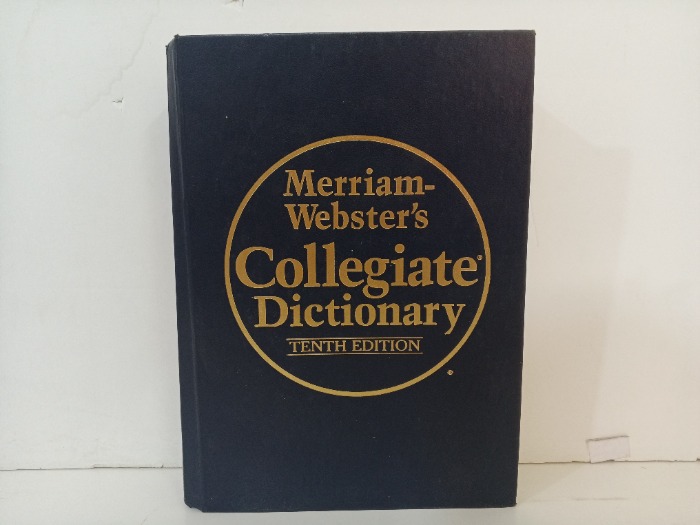 Merriam-
Webster's
Collegiate®
Dictionary
TENTH EDITION
®